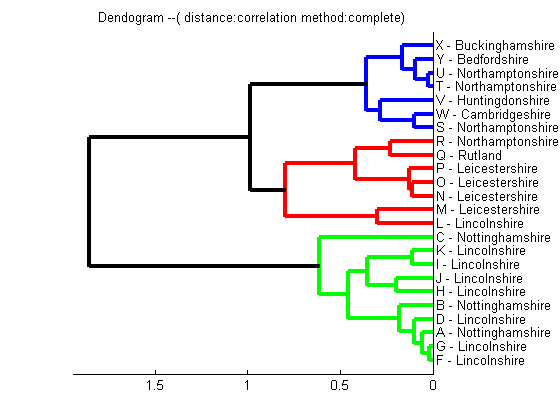 Dendogram --( distance:correlation method:complete)
X - Buckinghamshire
Y - Bedfordshire
U - Northamptonshire
T - Northamptonshire
V - Huntingdonshire
W - Cambridgeshire
S - Northamptonshire
R - Northamptonshire
Q - Rutland
P - Leicestershire
O - Leicestershire
N - Leicestershire
M - Leicestershire
L - Lincolnshire
C - Nottinghamshire
K - Lincolnshire
I - Lincolnshire
J - Lincolnshire
H - Lincolnshire
B - Nottinghamshire
D - Lincolnshire
A - Nottinghamshire
G - Lincolnshire
F - Lincolnshire
1.5 1 0.5 0